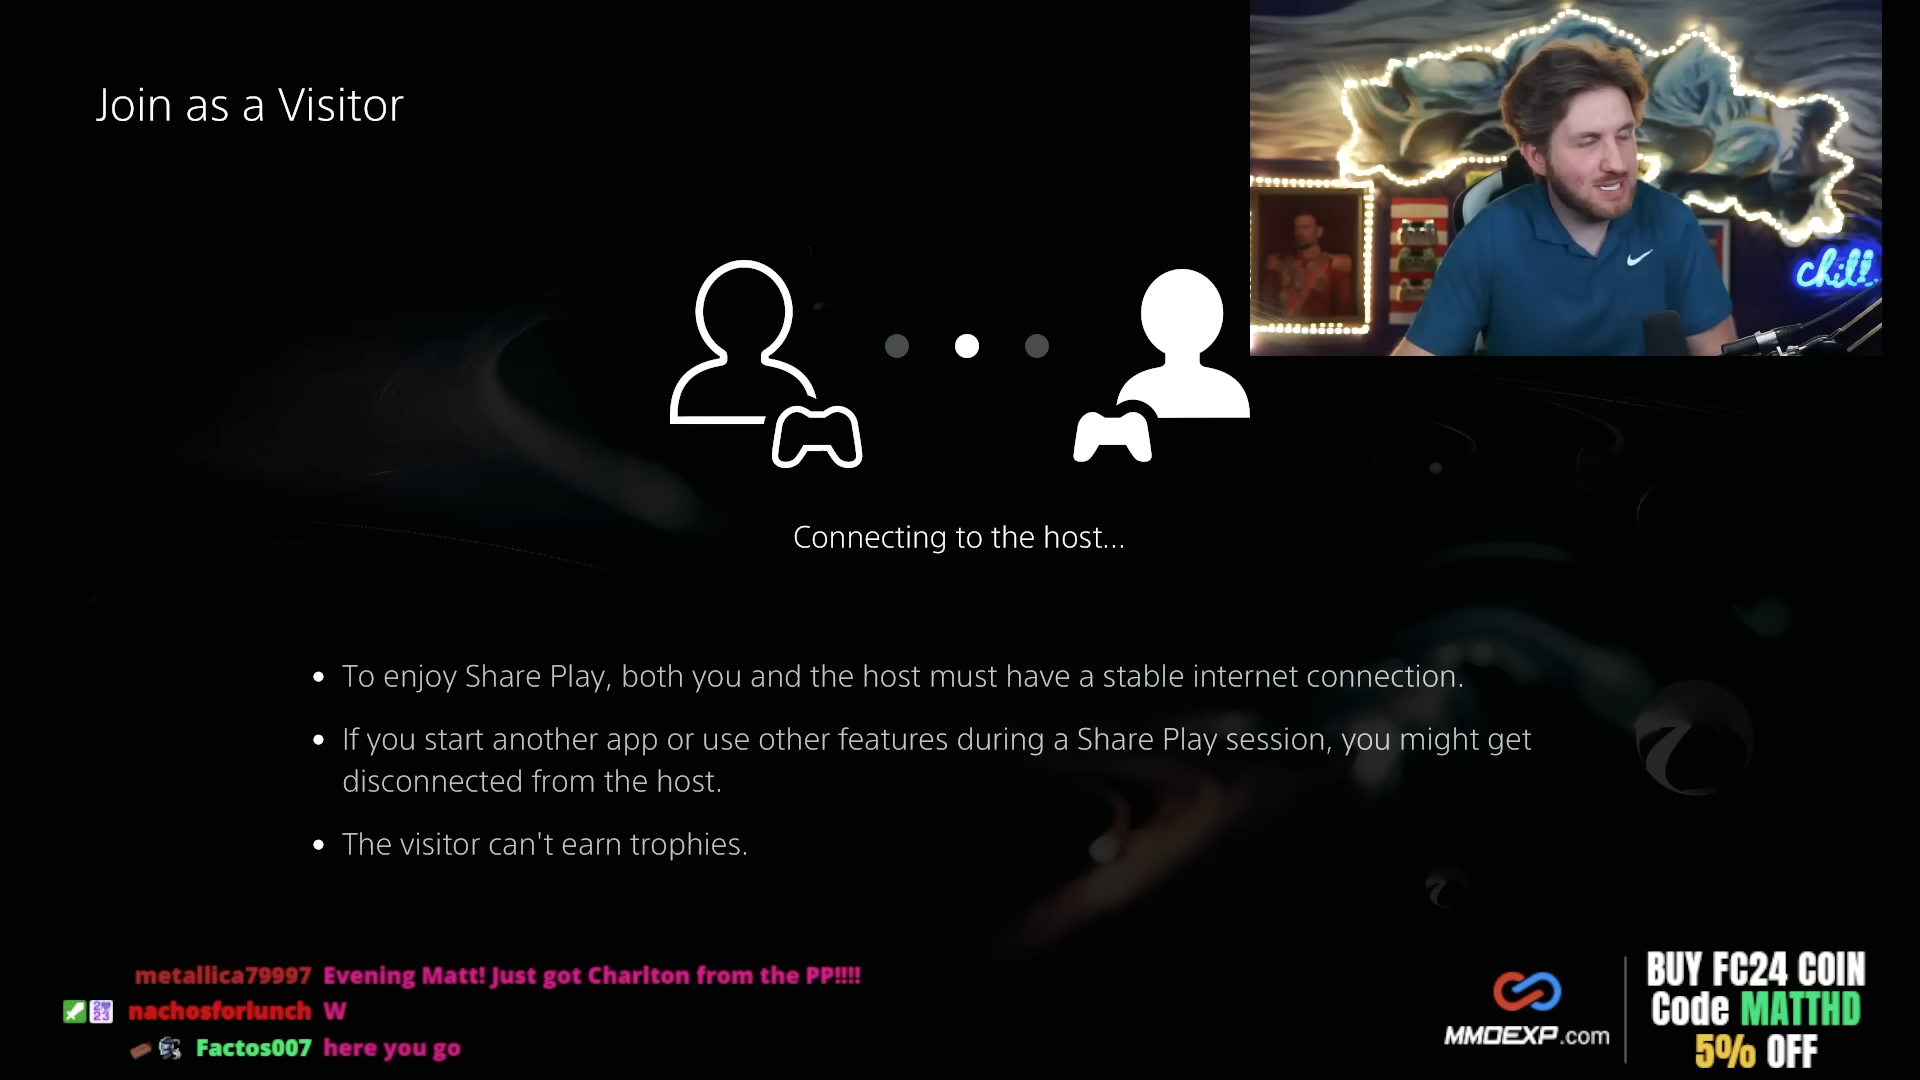 Join as a Visitor
chill
Connecting to the host...
• To enjoy Share Play, both you and the host must have a stable internet connection.
• If you start another app or use other features during a Share Play session, you might get
disconnected from the host.
• The visitor can't earn trophies.
metallica79997 Evening Matt! Just got Charlton from the PP!!!!
2023 nachosforlunch W
Factos007 here you go
MMOEXP.com
BUY FC24 COIN
Code MATTHD
5% OFF